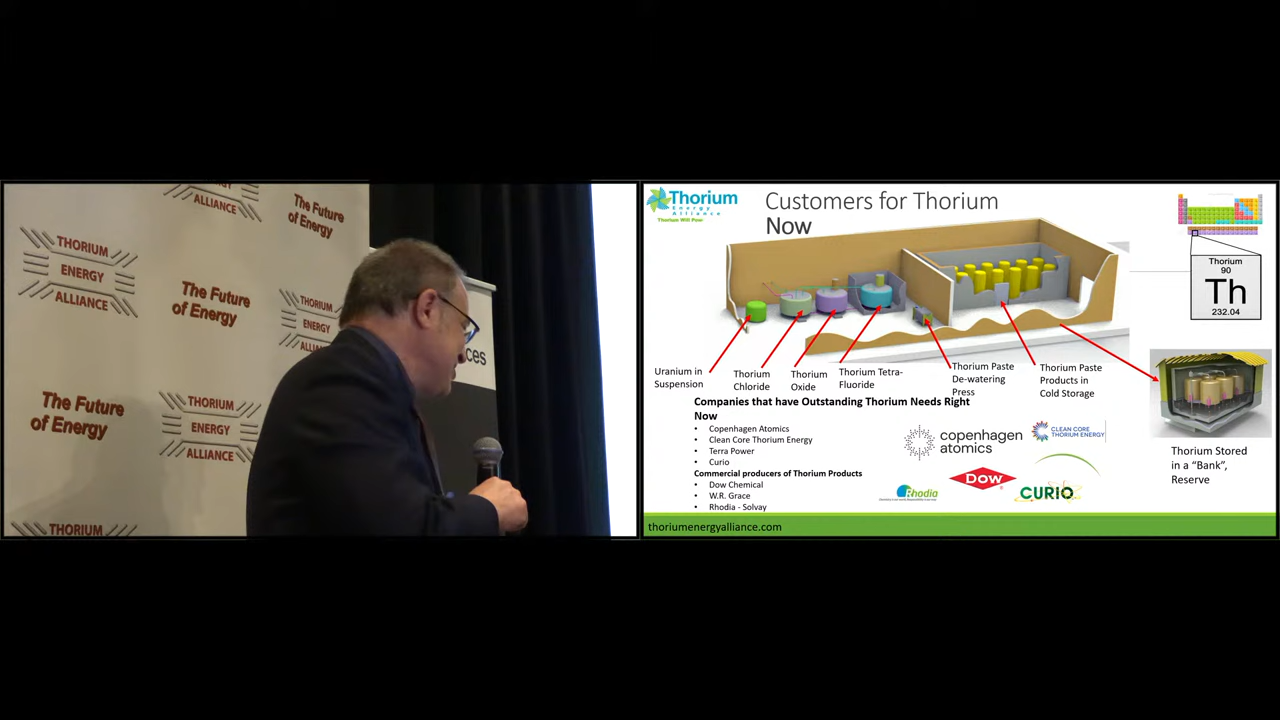 ALLIANCE
The Future
of Energy
THORIUM
ENERGY
ALLIANCE
The Future
of Energy
THORIUM
ENERGY
ALLIANCE
The Future
of Energy
THORIUM
ENERGY
ALLIANCE
THORIUM
Thorium
Energy
Alliance
Customers for Thorium
Now
Thorium
90
Th
232.04
Uranium in
Suspension
Thorium
Chloride
Thorium
Oxide
Thorium Tetra-
Fluoride
Thorium Paste
De-watering
Press
Thorium Paste
Products in
Cold Storage
Thorium Stored
in a “Bank”,
Reserve
Companies that have Outstanding Thorium Needs Right
Now
• Copenhagen Atomics
• Clean Core Thorium Energy
• Terra Power
• Curio
Commercial producers of Thorium Products
• Dow Chemical
• W.R. Grace
• Rhodia - Solvay
copenhagen
atomics
CLEAN CORE
THORIUM ENERGY
Rhodia
DOW
CURIO
thoriumenergyalliance.com